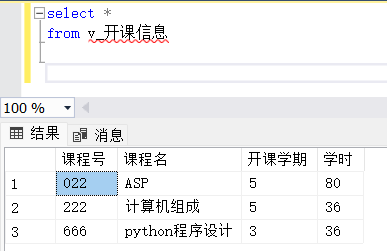 select *
from v_开课信息
100 %
结果 消息
课程号 课程名 开课学期 学时
1 022 ASP 5 80
2 222 计算机组成 5 36
3 666 python程序设计 3 36